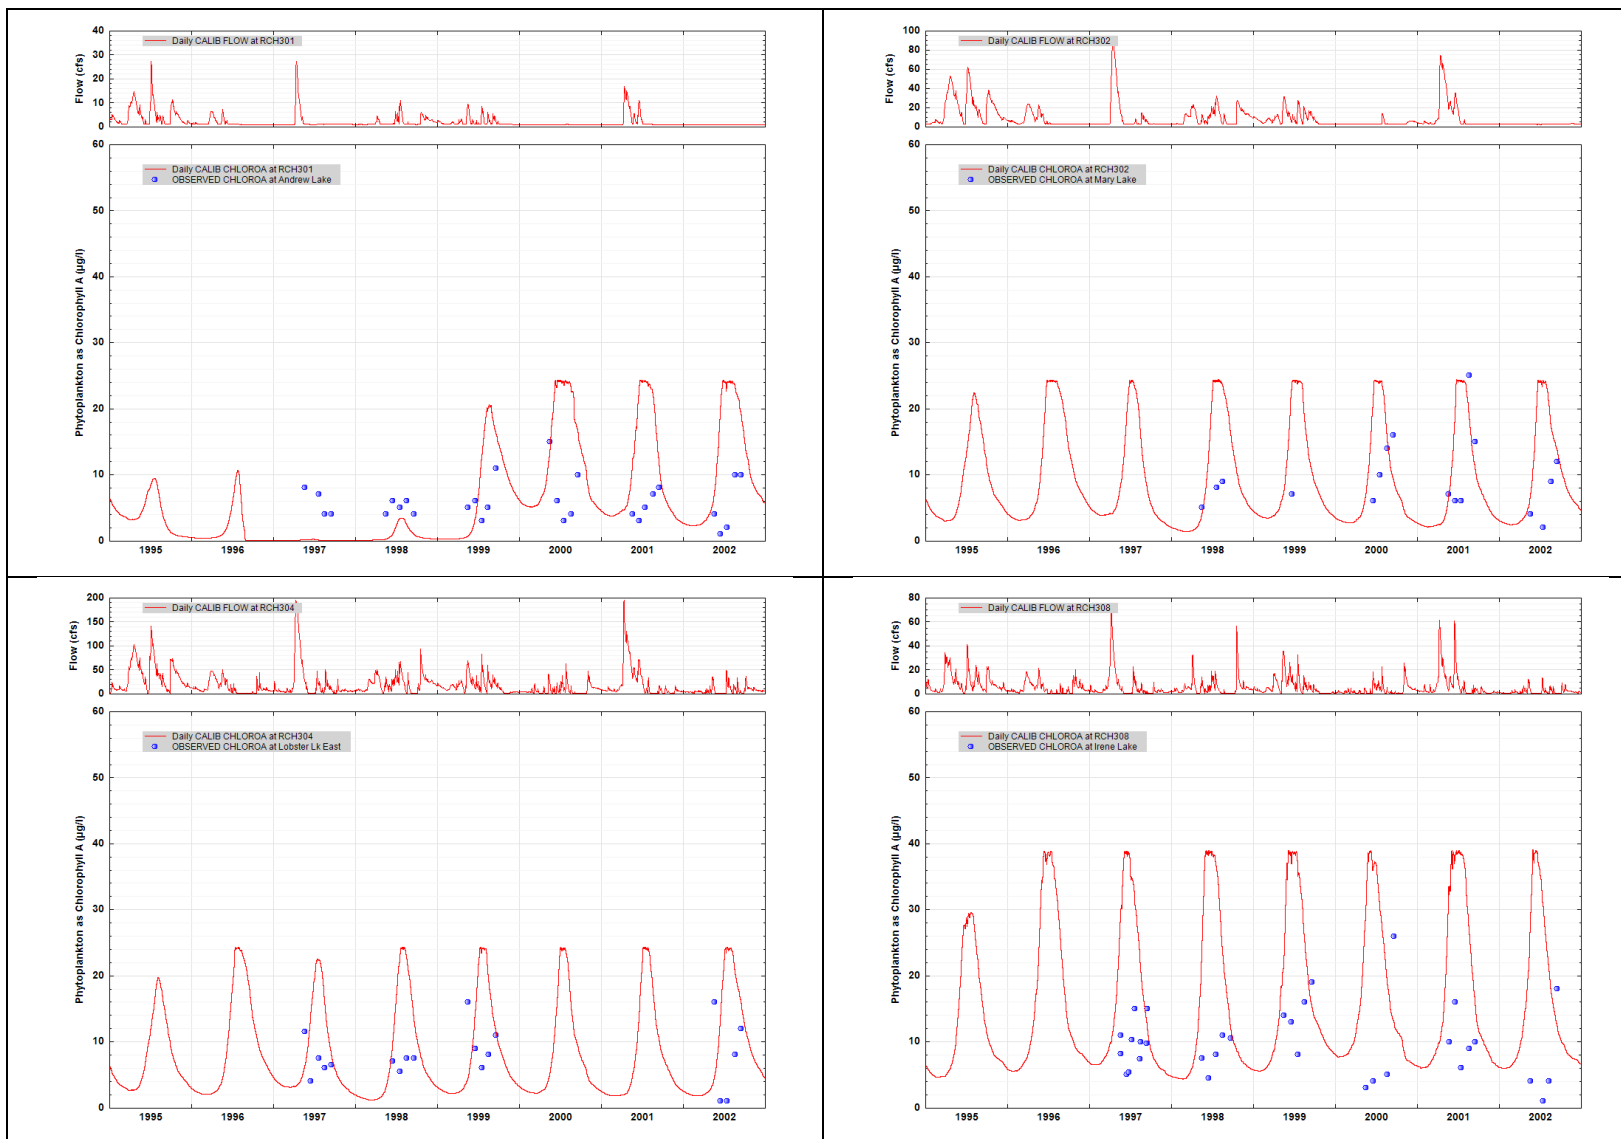 Flow (cfs)
40
30
20
10
0
Daily CALIB FLOW at RCH301
Phytoplankton as Chlorophyll A (µg/l)
60
50
40
30
20
10
0
Daily CALIB CHLOROA at RCH301
OBSERVED CHLOROA at Andrew Lake
1995 1996 1997 1998 1999 2000 2001 2002
Flow (cfs)
100
80
60
40
20
0
Daily CALIB FLOW at RCH302
Phytoplankton as Chlorophyll A (µg/l)
60
50
40
30
20
10
0
Daily CALIB CHLOROA at RCH302
OBSERVED CHLOROA at Mary Lake
1995 1996 1997 1998 1999 2000 2001 2002
Flow (cfs)
200
150
100
50
0
Daily CALIB FLOW at RCH304
Phytoplankton as Chlorophyll A (µg/l)
60
50
40
30
20
10
0
Daily CALIB CHLOROA at RCH304
OBSERVED CHLOROA at Lobster Lk East
1995 1996 1997 1998 1999 2000 2001 2002
Flow (cfs)
80
60
40
20
0
Daily CALIB FLOW at RCH308
Phytoplankton as Chlorophyll A (µg/l)
60
50
40
30
20
10
0
Daily CALIB CHLOROA at RCH308
OBSERVED CHLOROA at Irene Lake
1995 1996 1997 1998 1999 2000 2001 2002